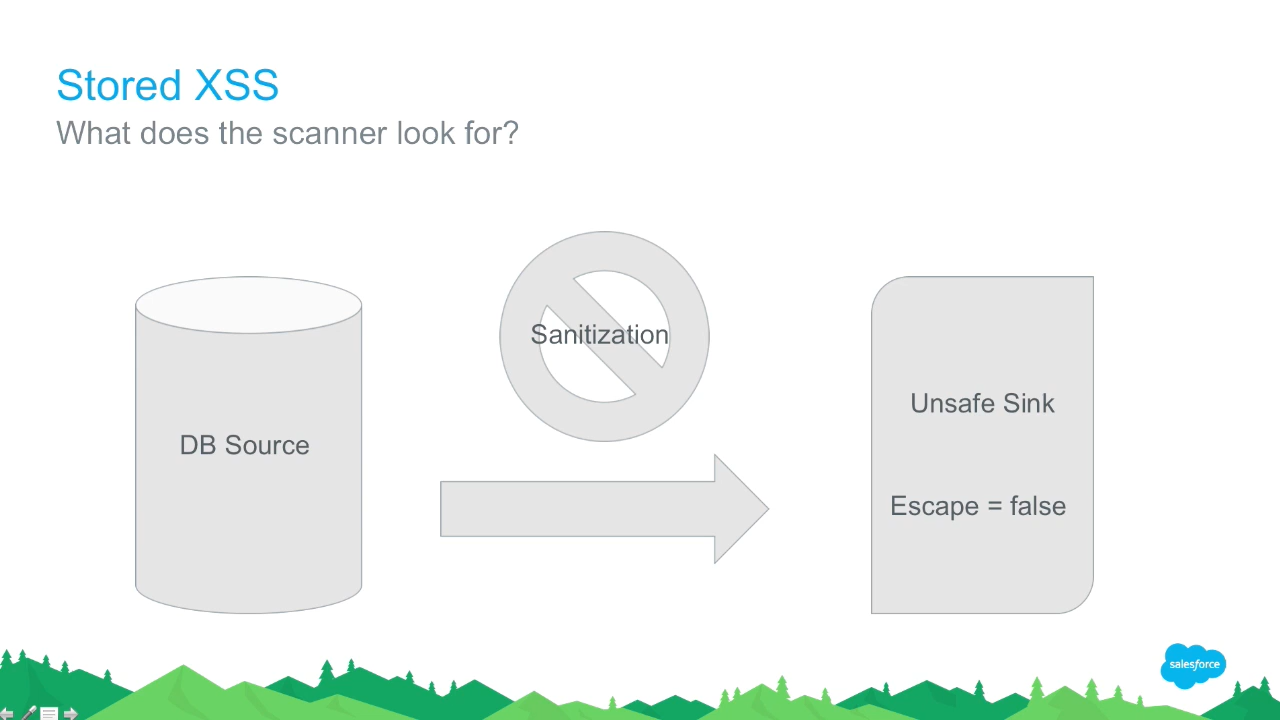 Stored XSS
What does the scanner look for?
Sanitization
DB Source
Unsafe Sink
Escape = false
salesforce